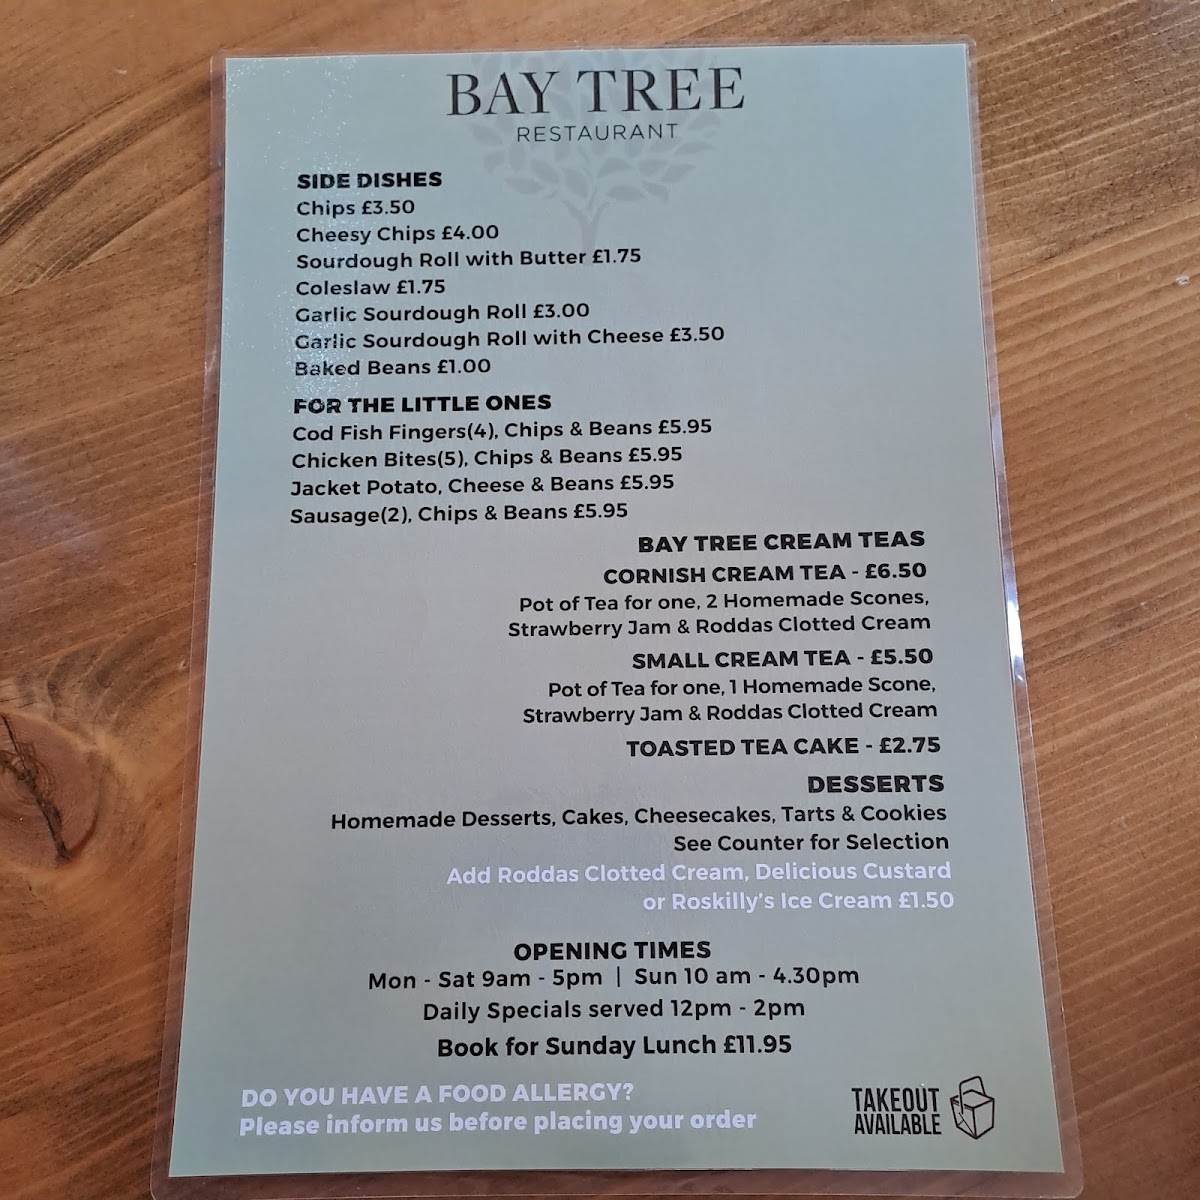 BAY TREE
RESTAURANT
SIDE DISHES
Chips £3.50
Cheesy Chips £4.00
Sourdough Roll with Butter £1.75
Coleslaw £1.75
Garlic Sourdough Roll £3.00
Garlic Sourdough Roll with Cheese £3.50
Baked Beans £1.00
FOR THE LITTLE ONES
Cod Fish Fingers(4), Chips & Beans £5.95
Chicken Bites(5), Chips & Beans £5.95
Jacket Potato, Cheese & Beans £5.95
Sausage(2), Chips & Beans £5.95
BAY TREE CREAM TEAS
CORNISH CREAM TEA - £6.50
Pot of Tea for one, 2 Homemade Scones,
Strawberry Jam & Roddas Clotted Cream
SMALL CREAM TEA - £5.50
Pot of Tea for one, 1 Homemade Scone,
Strawberry Jam & Roddas Clotted Cream
TOASTED TEA CAKE - £2.75
DESSERTS
Homemade Desserts, Cakes, Cheesecakes, Tarts & Cookies
See Counter for Selection
Add Roddas Clotted Cream, Delicious Custard
or Roskilly's Ice Cream £1.50
OPENING TIMES
Mon - Sat 9am - 5pm | Sun 10 am - 4.30pm
Daily Specials served 12pm - 2pm
Book for Sunday Lunch £11.95
DO YOU HAVE A FOOD ALLERGY?
Please inform us before placing your order
TAKEOUT
AVAILABLE